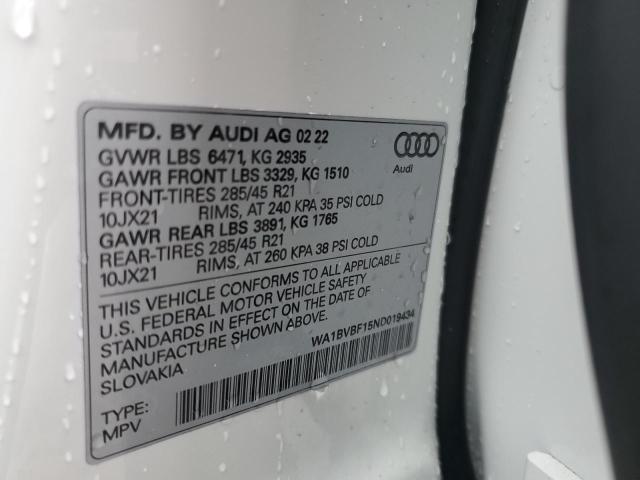 MFD. BY AUDI AG 02 22
GVWR LBS 6471, KG 2935
GAWR FRONT LBS 3329, KG 1510
FRONT-TIRES 285/45 R21
10JX21 RIMS, AT 240 KPA 35 PSI COLD
GAWR REAR LBS 3891, KG 1765
REAR-TIRES 285/45 R21
10JX21 RIMS, AT 260 KPA 38 PSI COLD
Audi
THIS VEHICLE CONFORMS TO ALL APPLICABLE
U.S. FEDERAL MOTOR VEHICLE SAFETY
STANDARDS IN EFFECT ON THE DATE OF
MANUFACTURE SHOWN ABOVE.
SLOVAKIA
WA1BVBF15ND019434
TYPE:
MPV